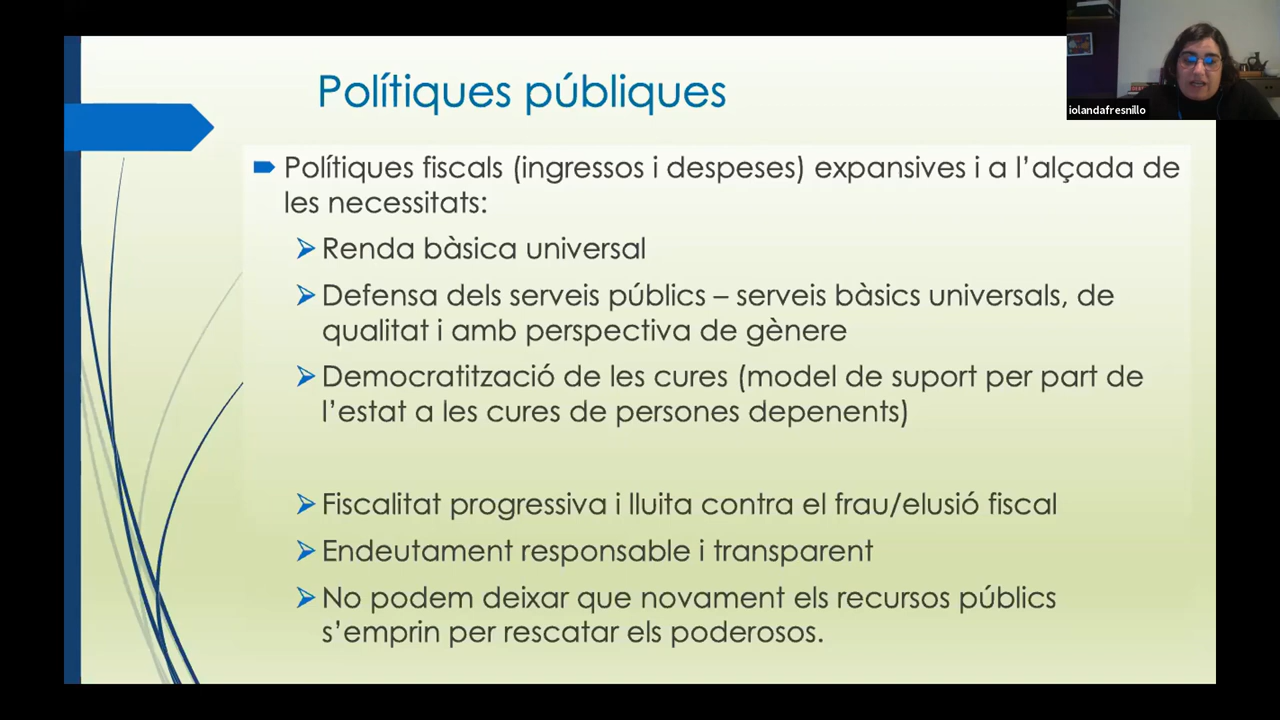 Polítiques públiques
iolandafresnillo
Polítiques fiscals (ingressos i despeses) expansives i a l'alçada de
les necessitats:
Renda bàsica universal
Defensa dels serveis públics – serveis bàsics universals, de
qualitat i amb perspectiva de gènere
Democratització de les cures (model de suport per part de
l'estat a les cures de persones depenents)
Fiscalitat progressiva i lluita contra el frau/elusió fiscal
Endeutament responsable i transparent
No podem deixar que novament els recursos públics
s'emprin per rescatar els poderosos.